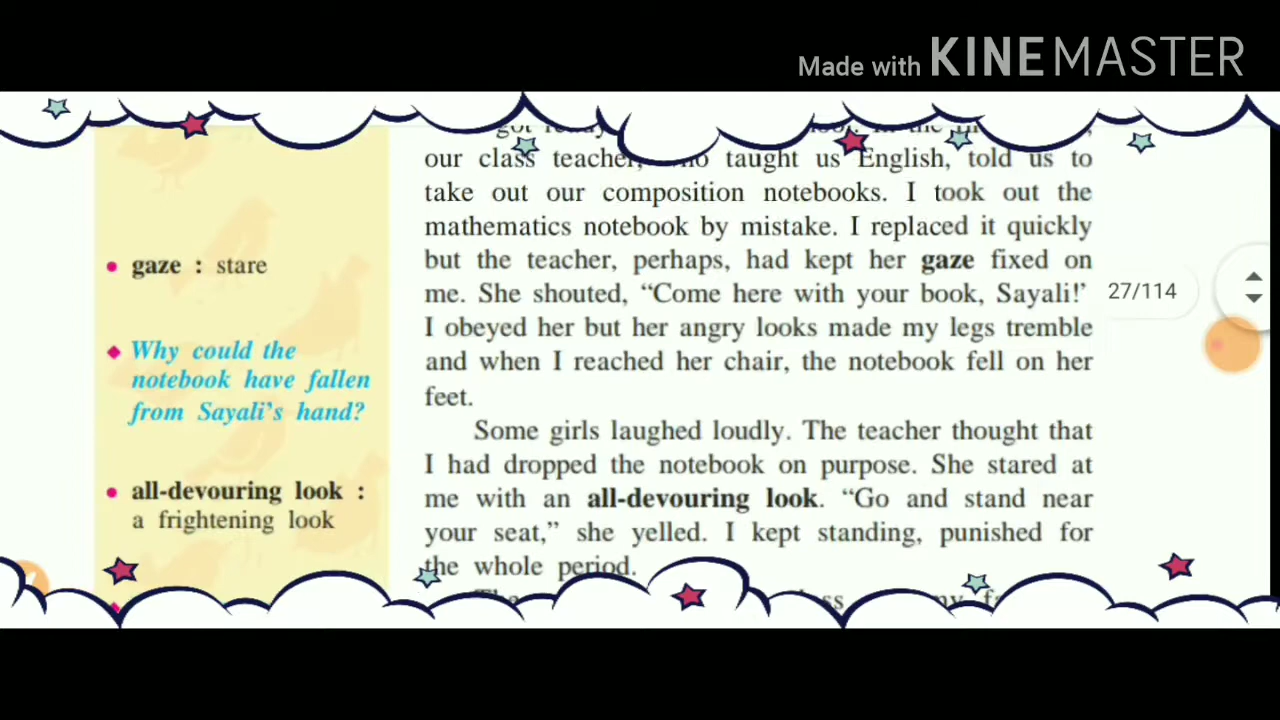 Made with KINEMASTER
our class teacher, taught us English, told us to
take out our composition notebooks. I took out the
mathematics notebook by mistake. I replaced it quickly
but the teacher, perhaps, had kept her gaze fixed on
me. She shouted, “Come here with your book, Sayali!’
I obeyed her but her angry looks made my legs tremble
and when I reached her chair, the notebook fell on her
feet.
Some girls laughed loudly. The teacher thought that
I had dropped the notebook on purpose. She stared at
me with an all-devouring look. “Go and stand near
your seat,” she yelled. I kept standing, punished for
the whole period.
• gaze : stare
◆ Why could the
notebook have fallen
from Sayali’s hand?
• all-devouring look :
a frightening look
27/114